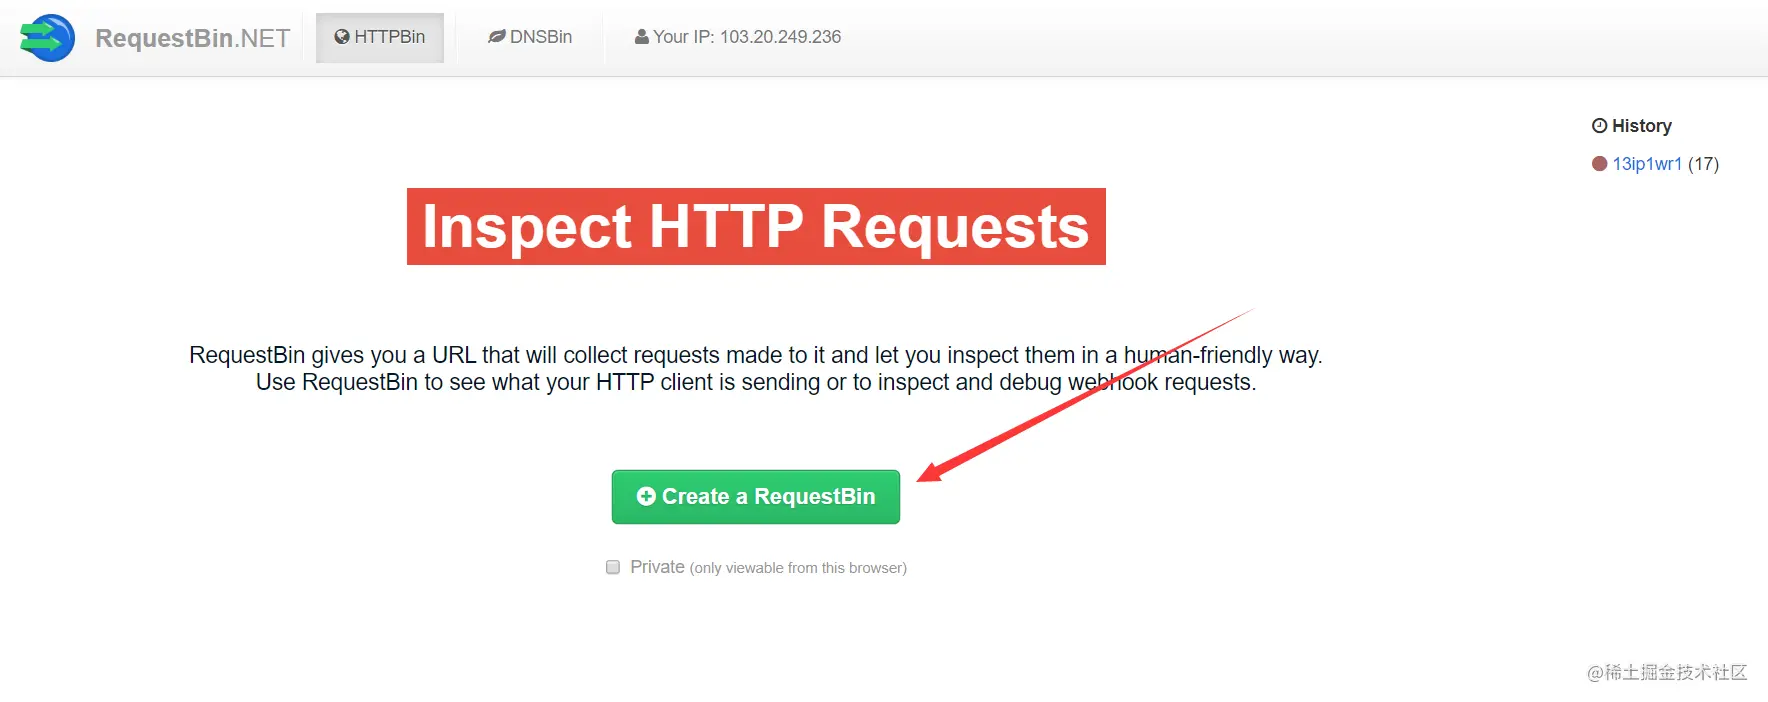 RequestBin.NET HTTPBin DNSBin Your IP: 103.20.249.236
History
13ip1wr1 (17)
Inspect HTTP Requests
RequestBin gives you a URL that will collect requests made to it and let you inspect them in a human-friendly way.
Use RequestBin to see what your HTTP client is sending or to inspect and debug webhook requests.
Create a RequestBin
Private (only viewable from this browser)
@稀土掘金技术社区